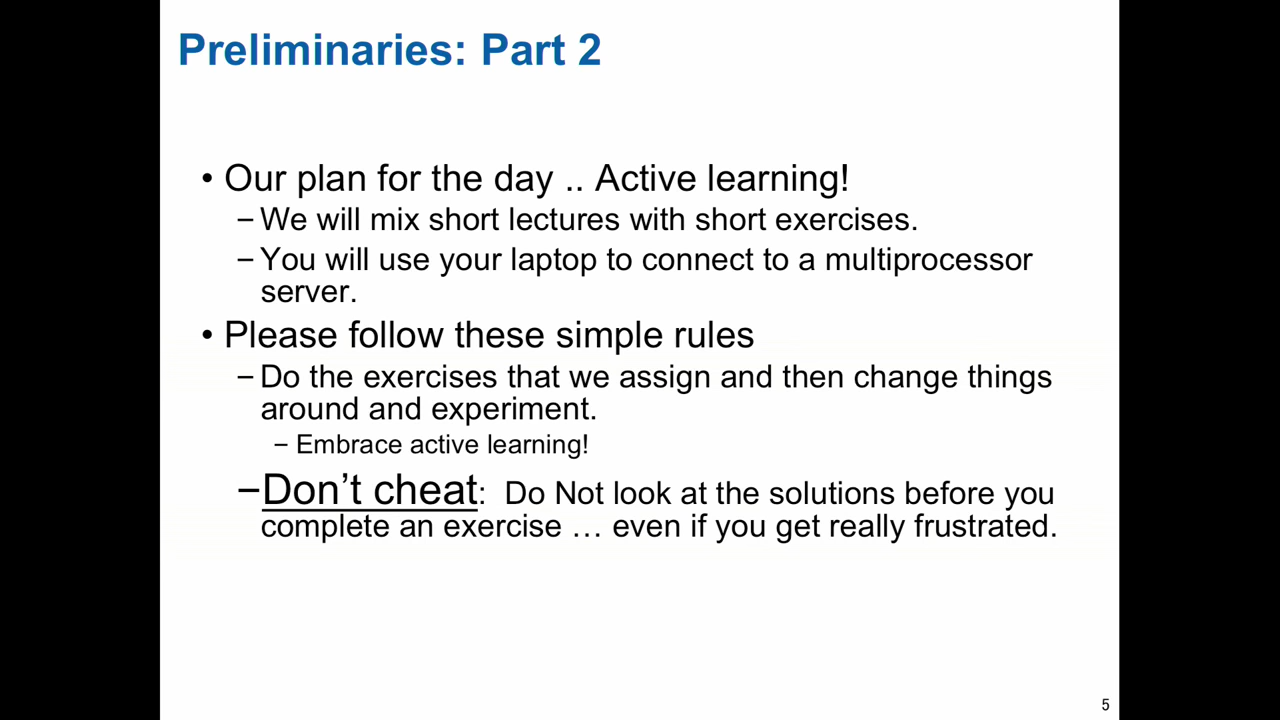 Preliminaries: Part 2
• Our plan for the day .. Active learning!
– We will mix short lectures with short exercises.
– You will use your laptop to connect to a multiprocessor
server.
• Please follow these simple rules
– Do the exercises that we assign and then change things
around and experiment.
– Embrace active learning!
–Don’t cheat: Do Not look at the solutions before you
complete an exercise … even if you get really frustrated.
5